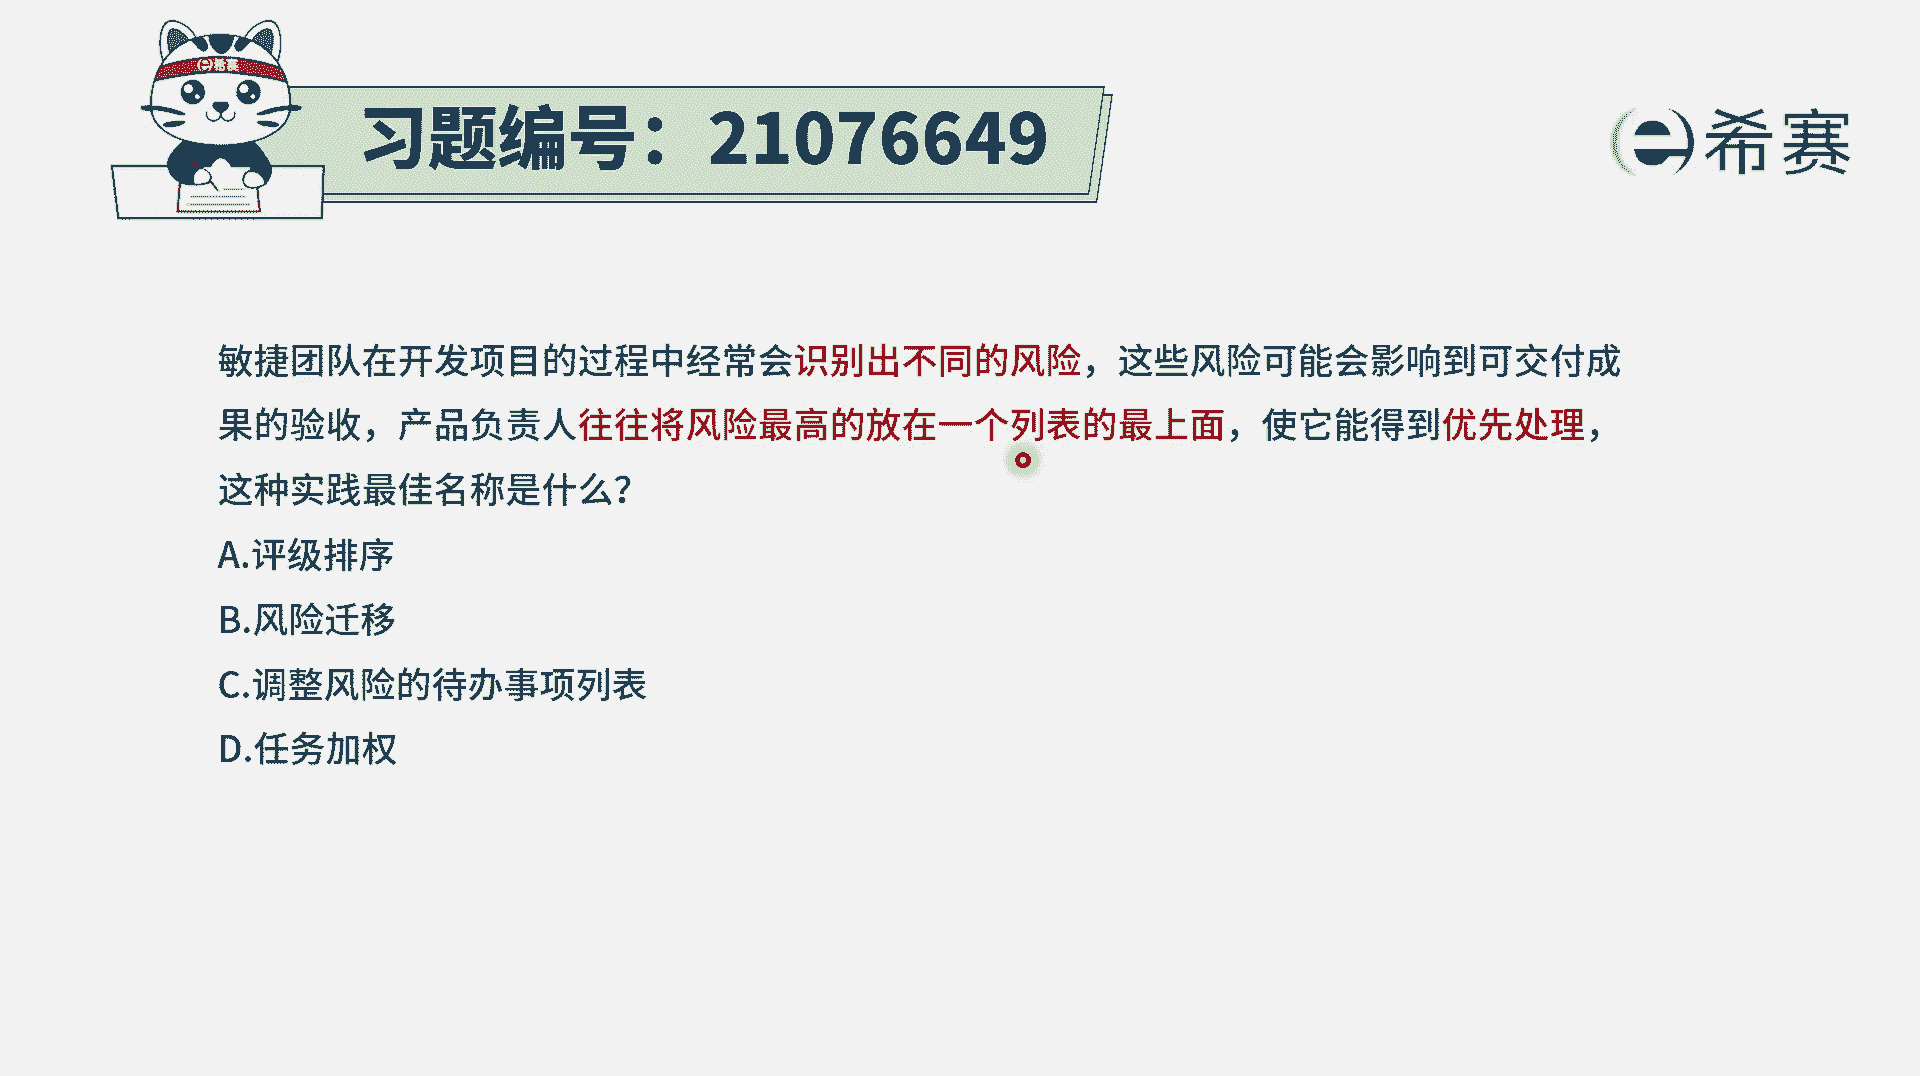 e希赛
习题编号：21076649
e希赛
敏捷团队在开发项目的过程中经常会识别出不同的风险，这些风险可能会影响到可交付成
果的验收，产品负责人往往将风险最高的放在一个列表的最上面，使它能得到优先处理，
这种实践最佳名称是什么？
A.评级排序
B.风险迁移
C.调整风险的待办事项列表
D.任务加权